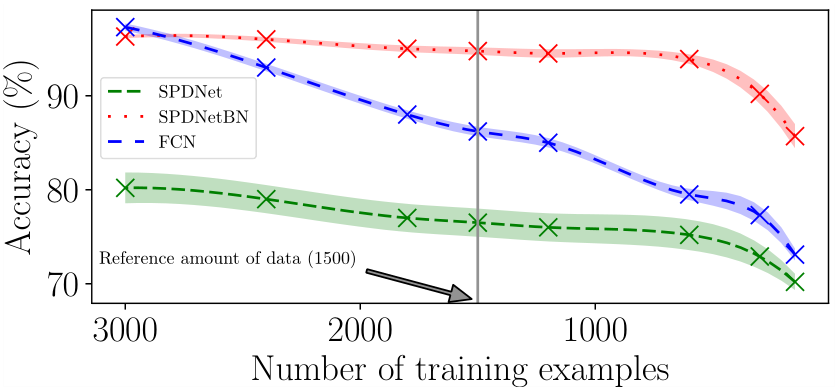 Accuracy (%)
90
80
70
SPDNet
SPDNetBN
FCN
Reference amount of data (1500)
3000
2000
1000
Number of training examples